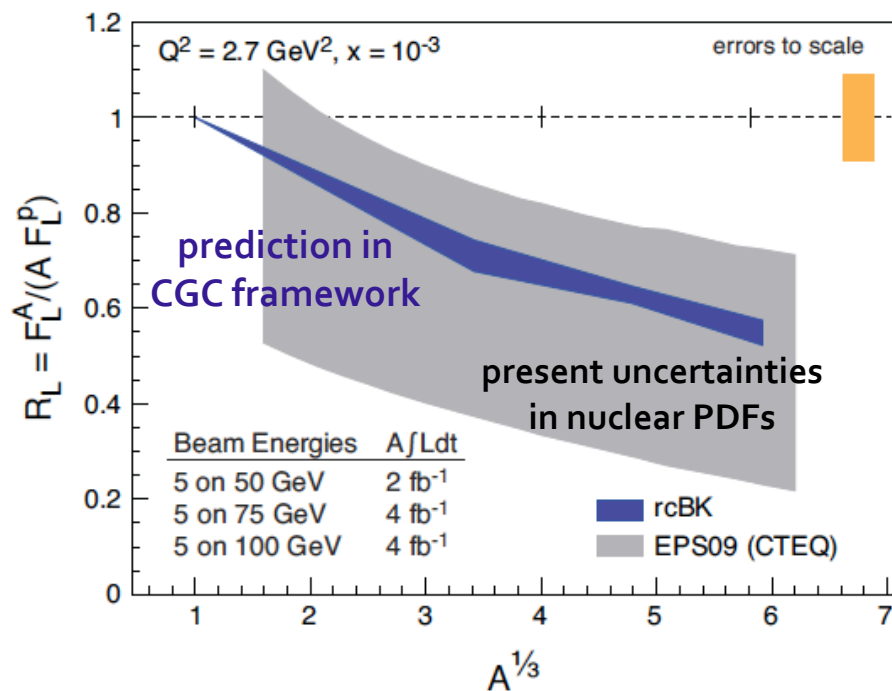 1.2
Q² = 2.7 GeV², x = 10⁻³
errors to scale
1
0.8
prediction in
CGC framework
0.6
present uncertainties
in nuclear PDFs
0.4
Beam Energies A∫Ldt
5 on 50 GeV 2 fb⁻¹
5 on 75 GeV 4 fb⁻¹
5 on 100 GeV 4 fb⁻¹
0.2
rcBK
EPS09 (CTEQ)
0
1 2 3 4 5 6 7
R_L = F_L^A/(A F_L^p)
A^⅓